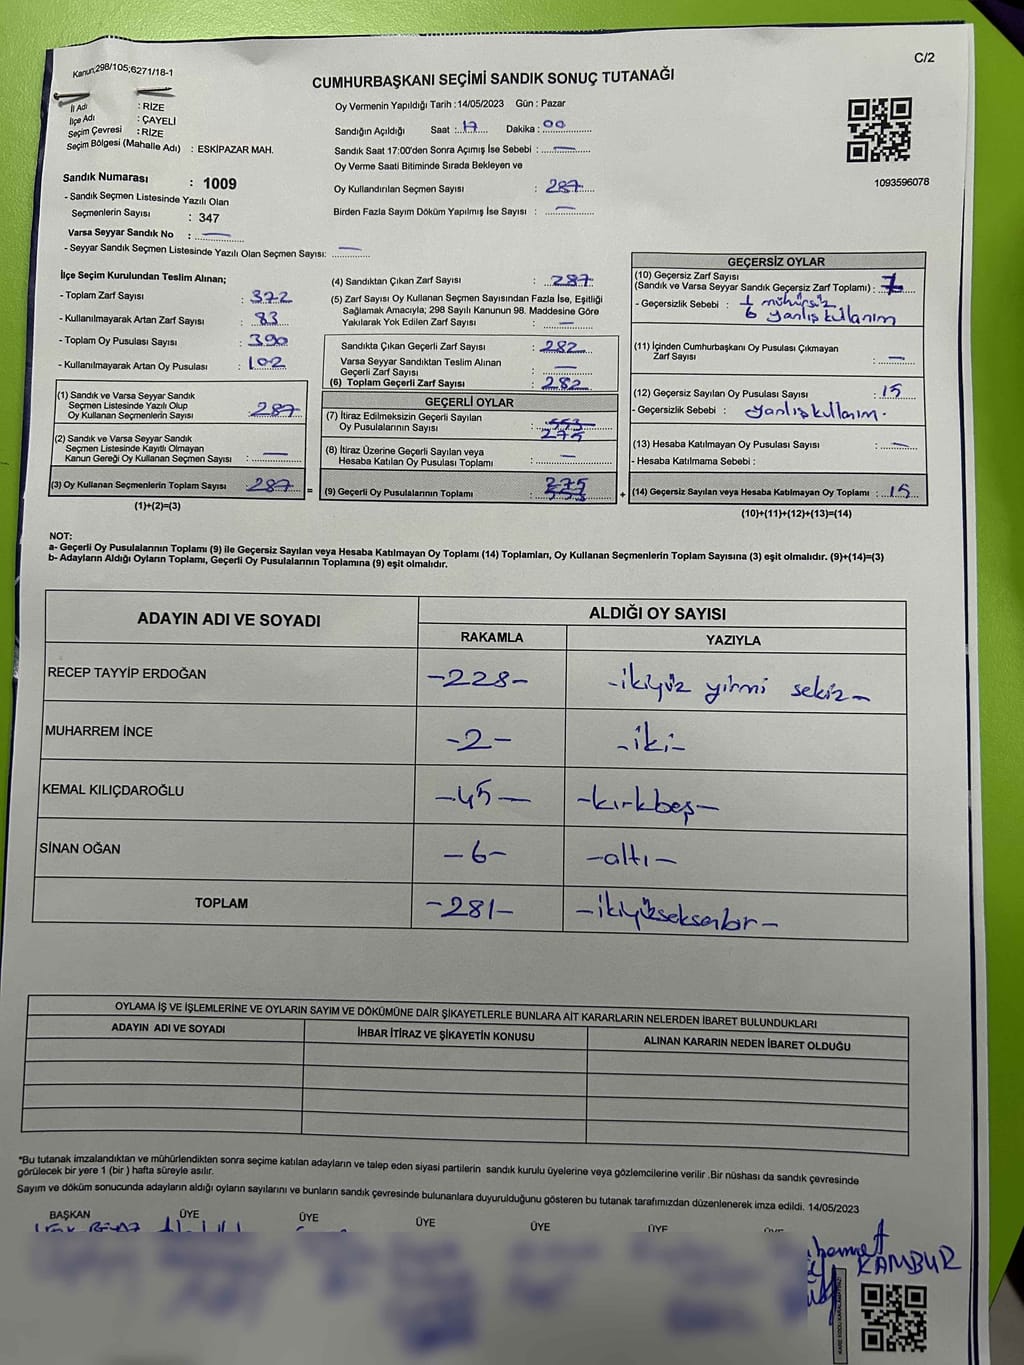 C/2
Kanun;298/105;6271/18-1
CUMHURBAŞKANI SEÇİMİ SANDIK SONUÇ TUTANAĞI
İl Adı : RİZE
İlçe Adı : ÇAYELİ
Seçim Çevresi : RİZE
Seçim Bölgesi (Mahalle Adı) : ESKİPAZAR MAH.
Sandık Numarası : 1009
- Sandık Seçmen Listesinde Yazılı Olan
Seçmenlerin Sayısı : 347
Varsa Seyyar Sandık No : —
- Seyyar Sandık Seçmen Listesinde Yazılı Olan Seçmen Sayısı: —
Oy Vermenin Yapıldığı Tarih :14/05/2023 Gün : Pazar
Sandığın Açıldığı Saat : 17 Dakika : 00
Sandık Saat 17:00'den Sonra Açımış İse Sebebi : —
Oy Verme Saati Bitiminde Sırada Bekleyen ve
Oy Kullandırılan Seçmen Sayısı : 287
Birden Fazla Sayım Döküm Yapılmış İse Sayısı : —
1093596078
İlçe Seçim Kurulundan Teslim Alınan;
- Toplam Zarf Sayısı : 372
- Kullanılmayarak Artan Zarf Sayısı : 83
- Toplam Oy Pusulası Sayısı : 390
- Kullanılmayarak Artan Oy Pusulası : 102
(1) Sandık ve Varsa Seyyar Sandık
Seçmen Listesinde Yazılı Olup
Oy Kullanan Seçmenlerin Sayısı : 287
(2) Sandık ve Varsa Seyyar Sandık
Seçmen Listesinde Kayıtlı Olmayan
Kanun Gereği Oy Kullanan Seçmen Sayısı : —
(3) Oy Kullanan Seçmenlerin Toplam Sayısı : 287 =
(1)+(2)=(3)
(4) Sandıktan Çıkan Zarf Sayısı : 287
(5) Zarf Sayısı Oy Kullanan Seçmen Sayısından Fazla İse, Eşitliği
Sağlamak Amacıyla; 298 Sayılı Kanunun 98. Maddesine Göre
Yakılarak Yok Edilen Zarf Sayısı : —
Sandıkta Çıkan Geçerli Zarf Sayısı : 282
Varsa Seyyar Sandıktan Teslim Alınan
Geçerli Zarf Sayısı : —
(6) Toplam Geçerli Zarf Sayısı : 282
GEÇERLİ OYLAR
(7) İtiraz Edilmeksizin Geçerli Sayılan : 553
Oy Pusulalarının Sayısı 275
(8) İtiraz Üzerine Geçerli Sayılan veya
Hesaba Katılan Oy Pusulası Toplamı : —
275
(9) Geçerli Oy Pusulalarının Toplamı : 553 +
GEÇERSİZ OYLAR
(10) Geçersiz Zarf Sayısı
(Sandık ve Varsa Seyyar Sandık Geçersiz Zarf Toplamı) : 7
- Geçersizlik Sebebi : 1 mühürsüz
6 yanlış kullanım
(11) İçinden Cumhurbaşkanı Oy Pusulası Çıkmayan
Zarf Sayısı : —
(12) Geçersiz Sayılan Oy Pusulası Sayısı : 15
- Geçersizlik Sebebi : yanlış kullanım.
(13) Hesaba Katılmayan Oy Pusulası Sayısı : —
- Hesaba Katılmama Sebebi :
(14) Geçersiz Sayılan veya Hesaba Katılmayan Oy Toplamı : 15
(10)+(11)+(12)+(13)=(14)
NOT:
a- Geçerli Oy Pusulalarının Toplamı (9) ile Geçersiz Sayılan veya Hesaba Katılmayan Oy Toplamı (14) Toplamları, Oy Kullanan Seçmenlerin Toplam Sayısına (3) eşit olmalıdır. (9)+(14)=(3)
b- Adayların Aldığı Oyların Toplamı, Geçerli Oy Pusulalarının Toplamına (9) eşit olmalıdır.
ADAYIN ADI VE SOYADI
ALDIĞI OY SAYISI
RAKAMLA YAZIYLA
RECEP TAYYİP ERDOĞAN -228- -ikiyüz yirmi sekiz-
MUHARREM İNCE -2- -iki-
KEMAL KILIÇDAROĞLU -45- -kırkbeş-
SİNAN OĞAN -6- -altı-
TOPLAM -281- -ikiyükseksenbir-
OYLAMA İŞ VE İŞLEMLERİNE VE OYLARIN SAYIM VE DÖKÜMÜNE DAİR ŞİKAYETLERLE BUNLARA AİT KARARLARIN NELERDEN İBARET BULUNDUKLARI
ADAYIN ADI VE SOYADI İHBAR İTİRAZ VE ŞİKAYETİN KONUSU ALINAN KARARIN NEDEN İBARET OLDUĞU
*Bu tutanak imzalandıktan ve mühürlendikten sonra seçime katılan adayların ve talep eden siyasi partilerin sandık kurulu üyelerine veya gözlemcilerine verilir .Bir nüshası da sandık çevresinde
görülecek bir yere 1 (bir ) hafta süreyle asılır.
Sayım ve döküm sonucunda adayların aldığı oyların sayılarını ve bunların sandık çevresinde bulunanlara duyurulduğunu gösteren bu tutanak tarafımızdan düzenlenerek imza edildi. 14/05/2023
BAŞKAN ÜYE ÜYE ÜYE ÜYE ÜYE ÜYE
KAMBUR